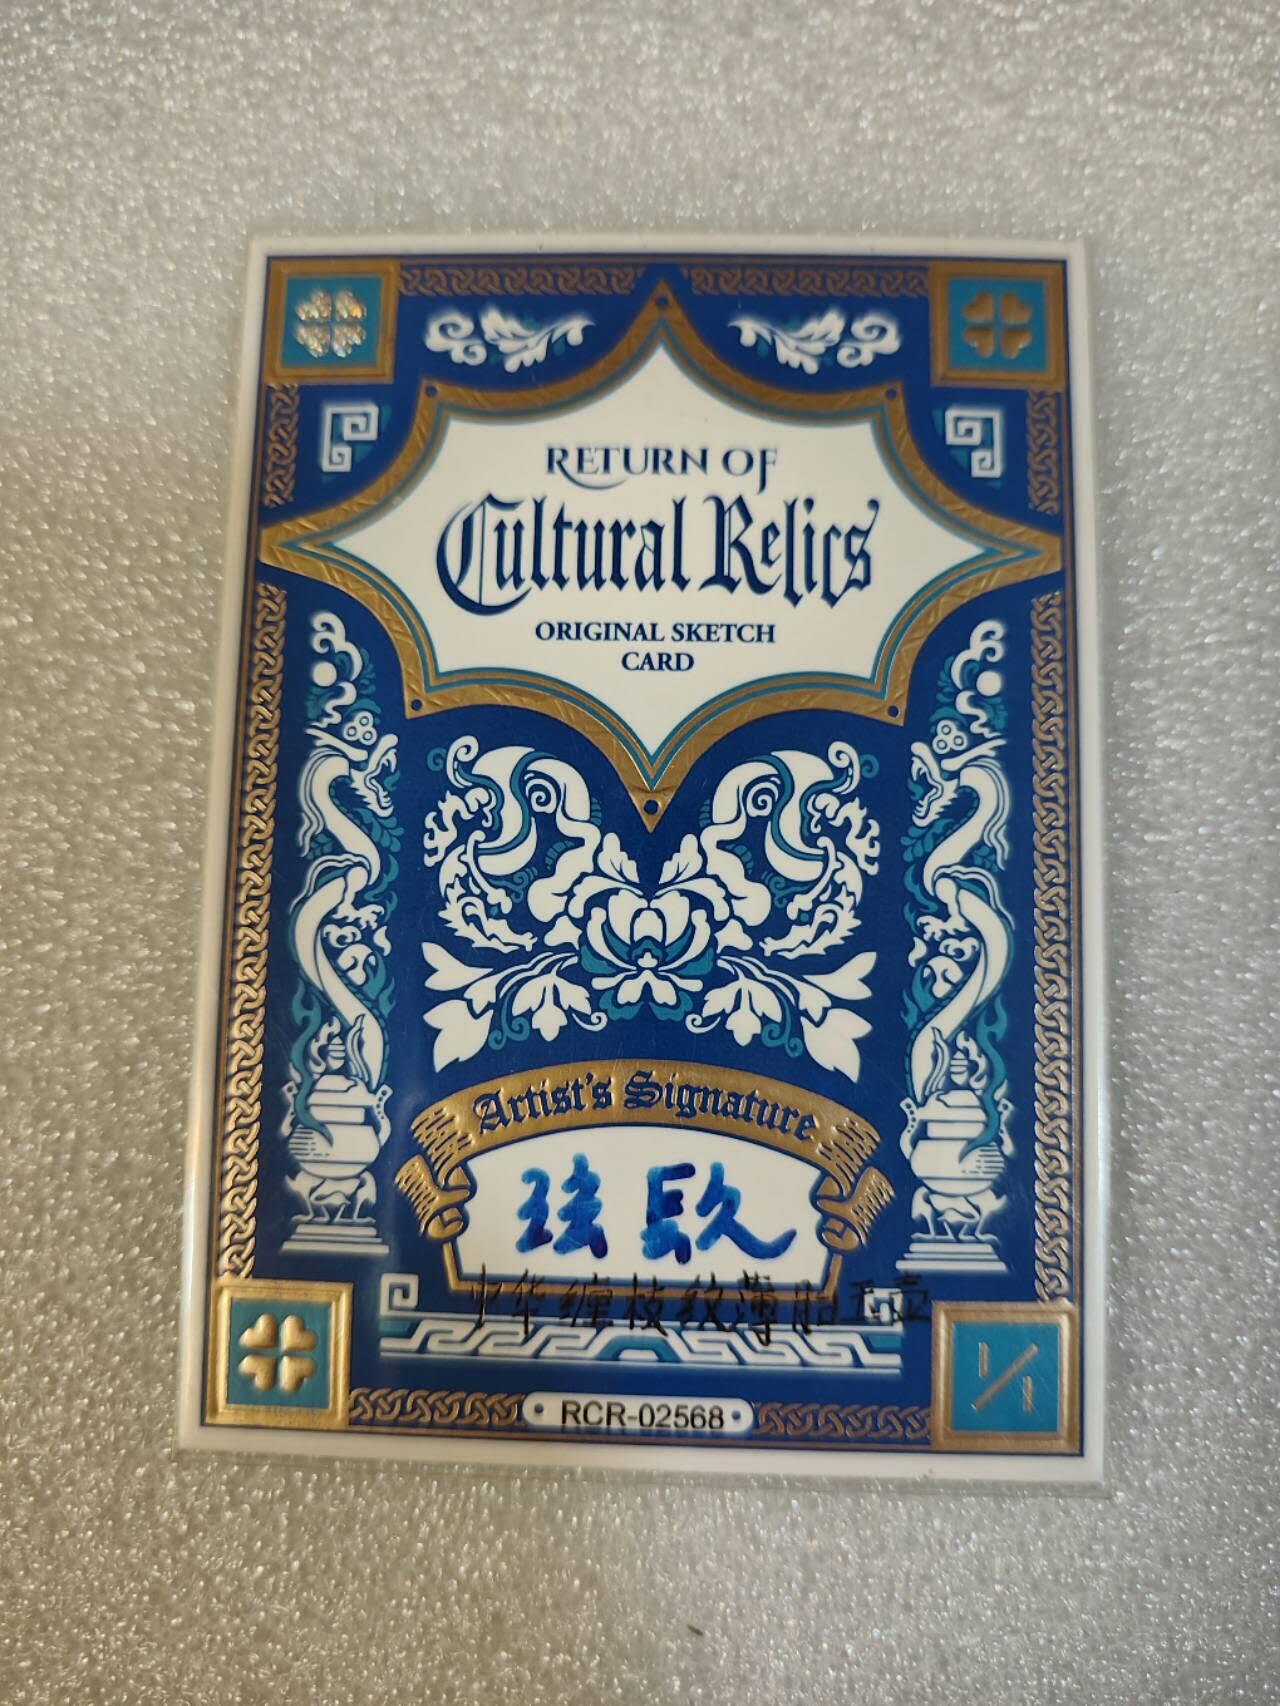 RETURN OF
Cultural Relics
ORIGINAL SKETCH
CARD
Artist's Signature
中华缠枝纹薄胎玉壶
1/1
RCR-02568